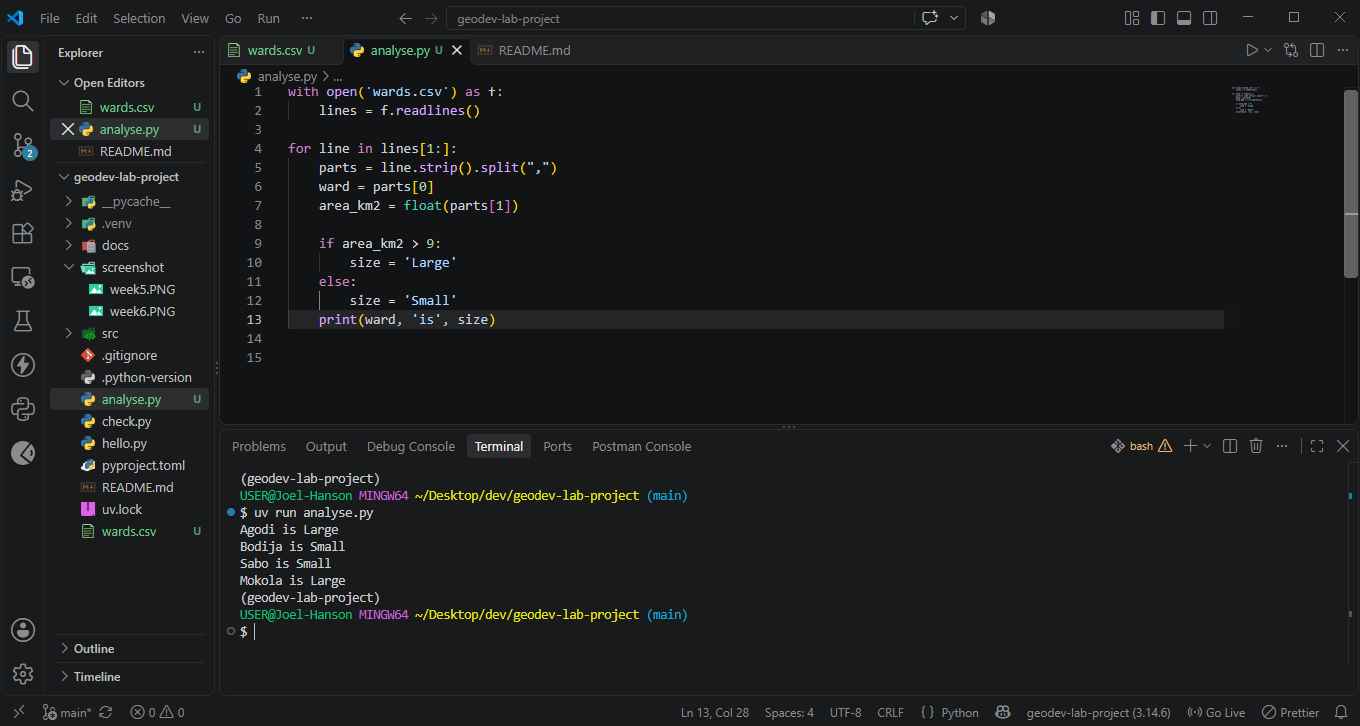 File Edit Selection View Go Run ···
geodev-lab-project
Explorer ···
Open Editors
wards.csv U
analyse.py U
README.md
geodev-lab-project
__pycache__
.venv
docs
screenshot
week5.PNG
week6.PNG
src
.gitignore
.python-version
analyse.py U
check.py
hello.py
pyproject.toml
README.md
uv.lock
wards.csv U
Outline
Timeline
2
wards.csv U
analyse.py U
README.md
analyse.py > ...
1 with open('wards.csv') as f:
2 lines = f.readlines()
3
4 for line in lines[1:]:
5 parts = line.strip().split(",")
6 ward = parts[0]
7 area_km2 = float(parts[1])
8
9 if area_km2 > 9:
10 size = 'Large'
11 else:
12 size = 'Small'
13 print(ward, 'is', size)
14
15
Problems Output Debug Console Terminal Ports Postman Console
bash
(geodev-lab-project)
USER@Joel-Hanson MINGW64 ~/Desktop/dev/geodev-lab-project (main)
$ uv run analyse.py
Agodi is Large
Bodija is Small
Sabo is Small
Mokola is Large
(geodev-lab-project)
USER@Joel-Hanson MINGW64 ~/Desktop/dev/geodev-lab-project (main)
$
main* 0 0 Ln 13, Col 28 Spaces: 4 UTF-8 CRLF { } Python geodev-lab-project (3.14.6) Go Live Prettier